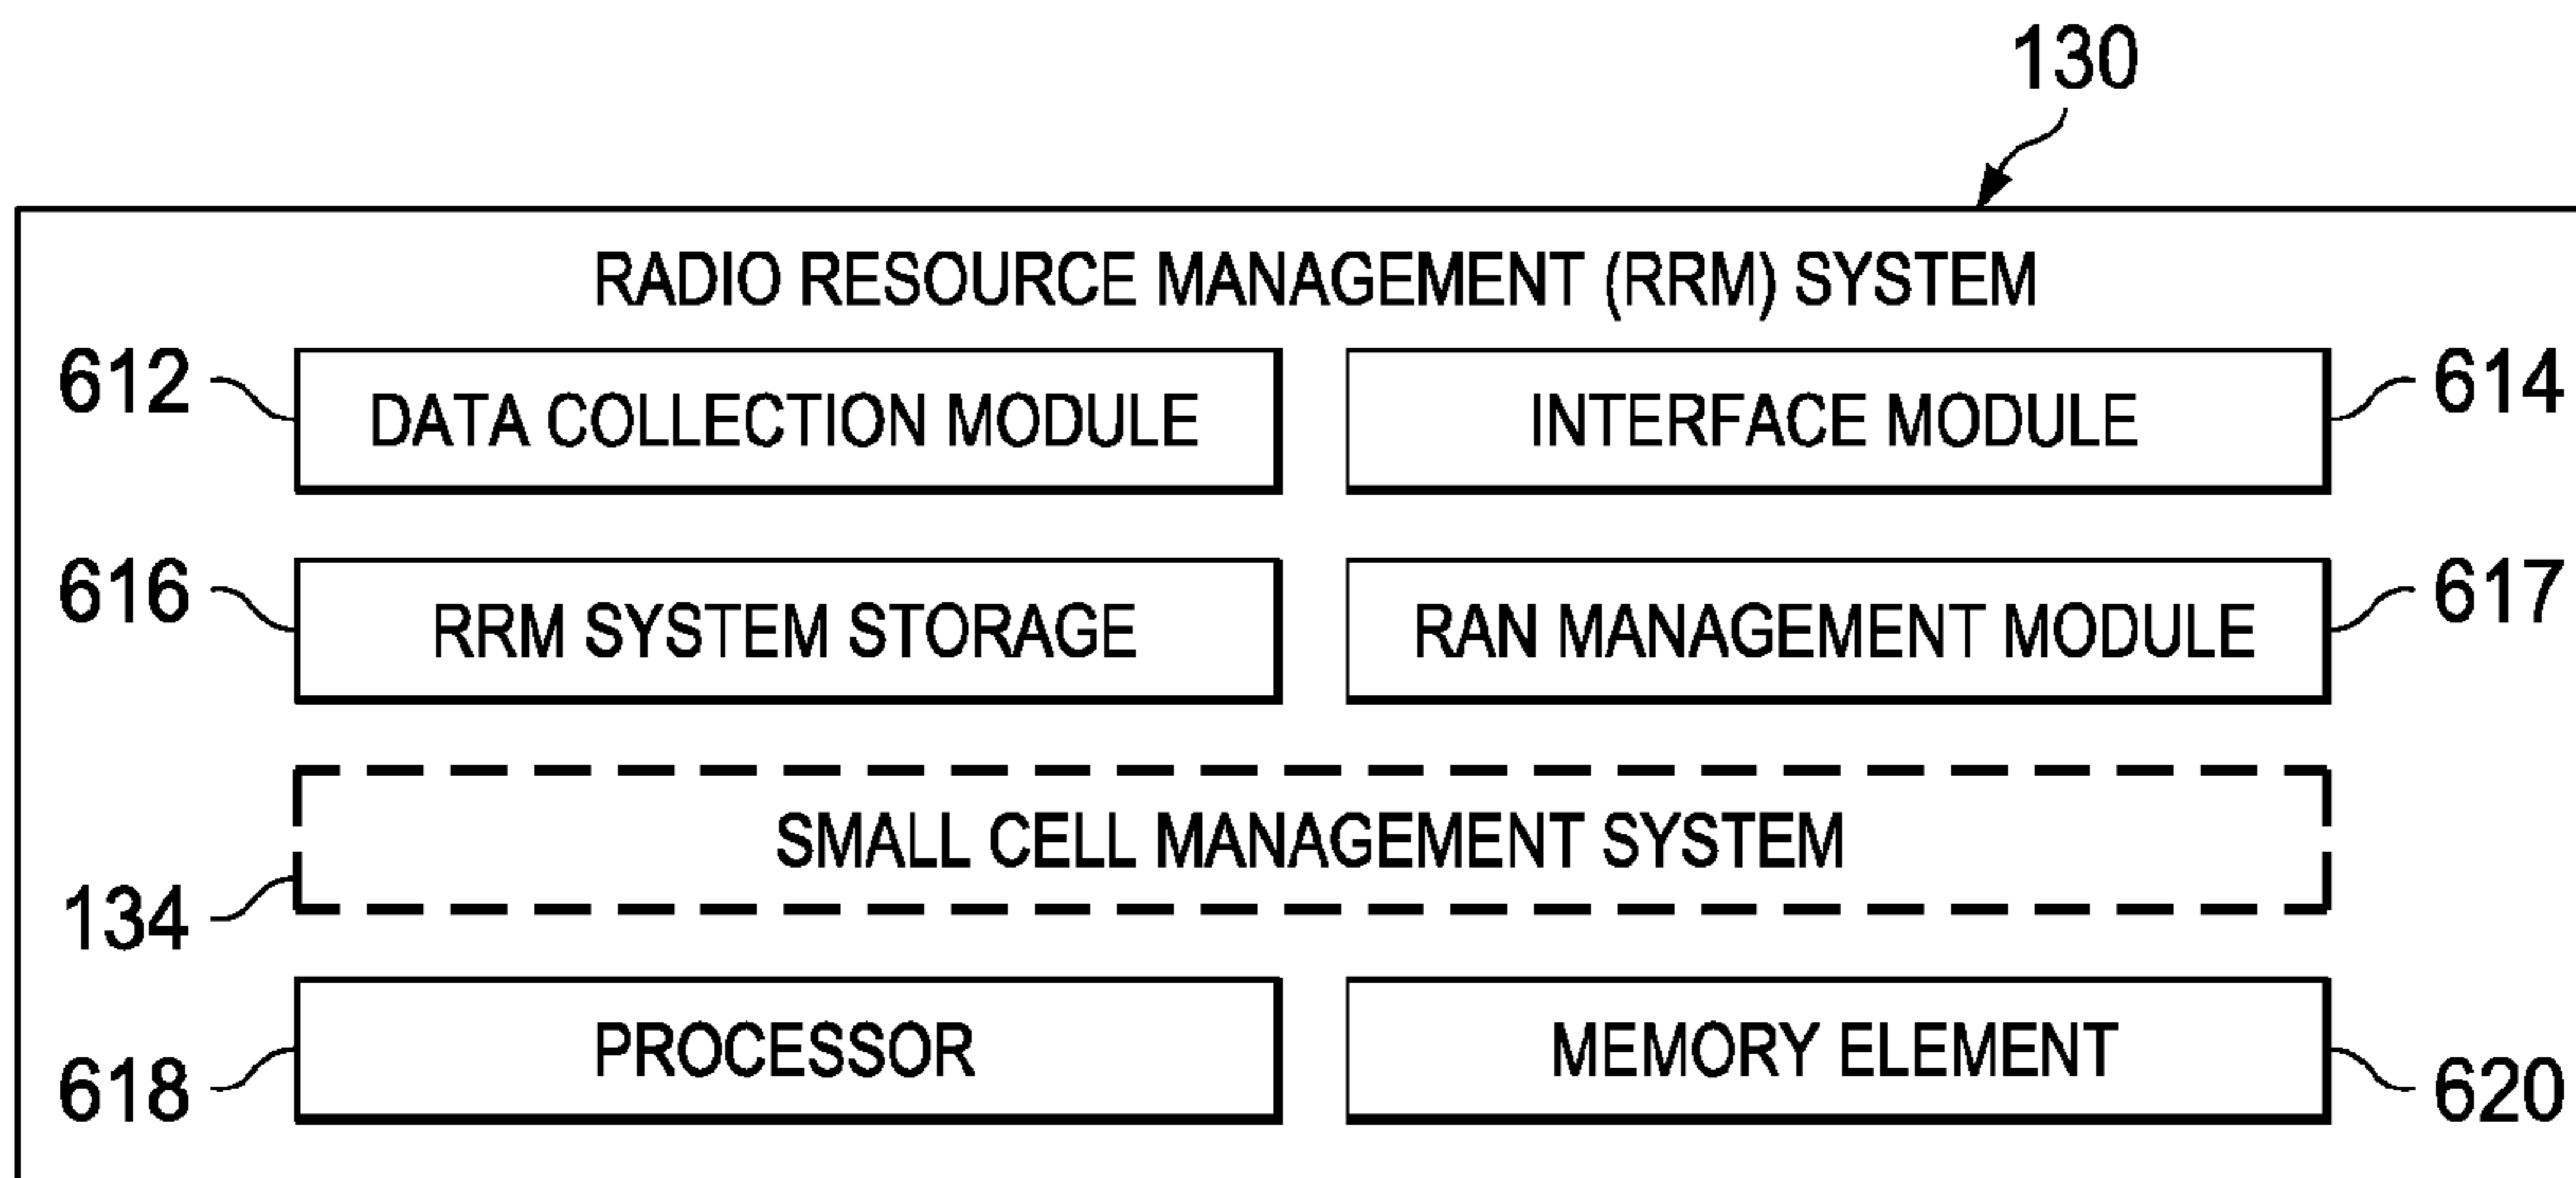 130
RADIO RESOURCE MANAGEMENT (RRM) SYSTEM
612 DATA COLLECTION MODULE INTERFACE MODULE 614
616 RRM SYSTEM STORAGE RAN MANAGEMENT MODULE 617
SMALL CELL MANAGEMENT SYSTEM
134
618 PROCESSOR MEMORY ELEMENT 620